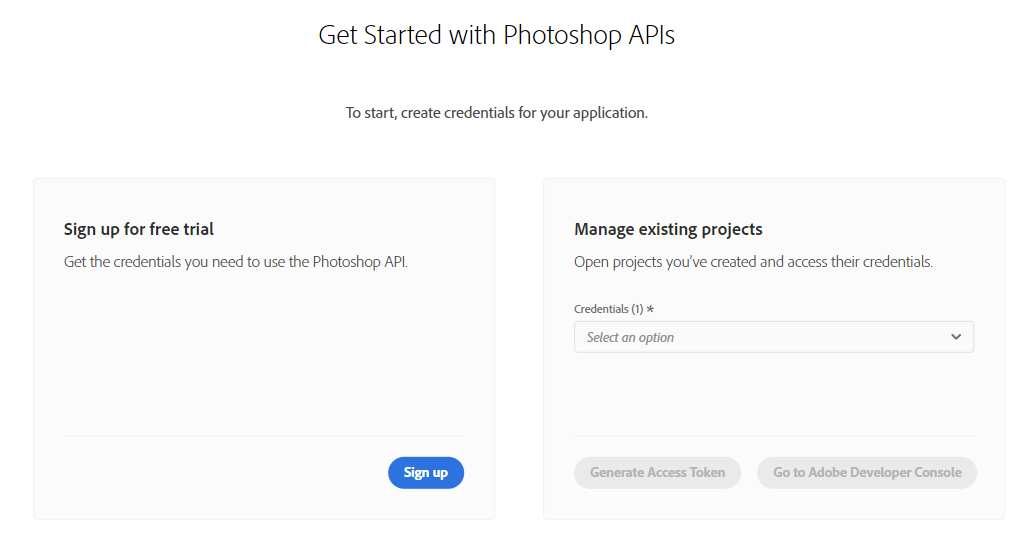 Get Started with Photoshop APIs
To start, create credentials for your application.
Sign up for free trial
Get the credentials you need to use the Photoshop API.
Sign up
Manage existing projects
Open projects you’ve created and access their credentials.
Credentials (1) *
Select an option
Generate Access Token
Go to Adobe Developer Console